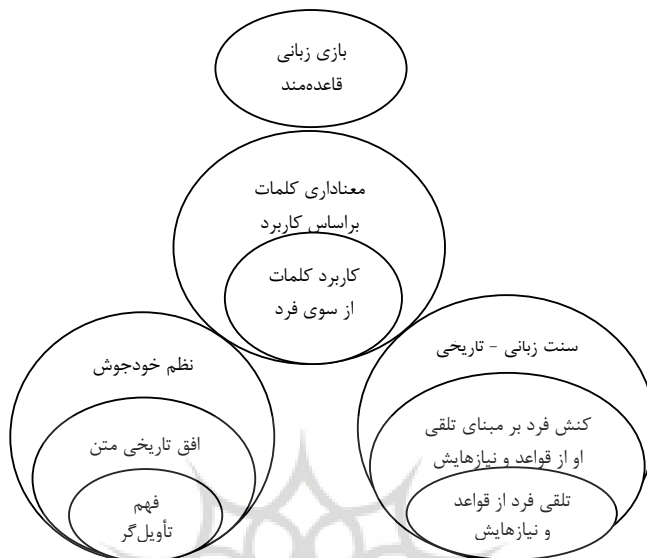 بازی زبانی
قاعده‌مند
معناداری کلمات
براساس کاربرد
کاربرد کلمات
از سوی فرد
سنت زبانی - تاریخی
کنش فرد بر مبنای تلقی
او از قواعد و نیازهایش
تلقی فرد از قواعد
و نیازهایش
نظم خودجوش
افق تاریخی متن
فهم
تأویل‌گر